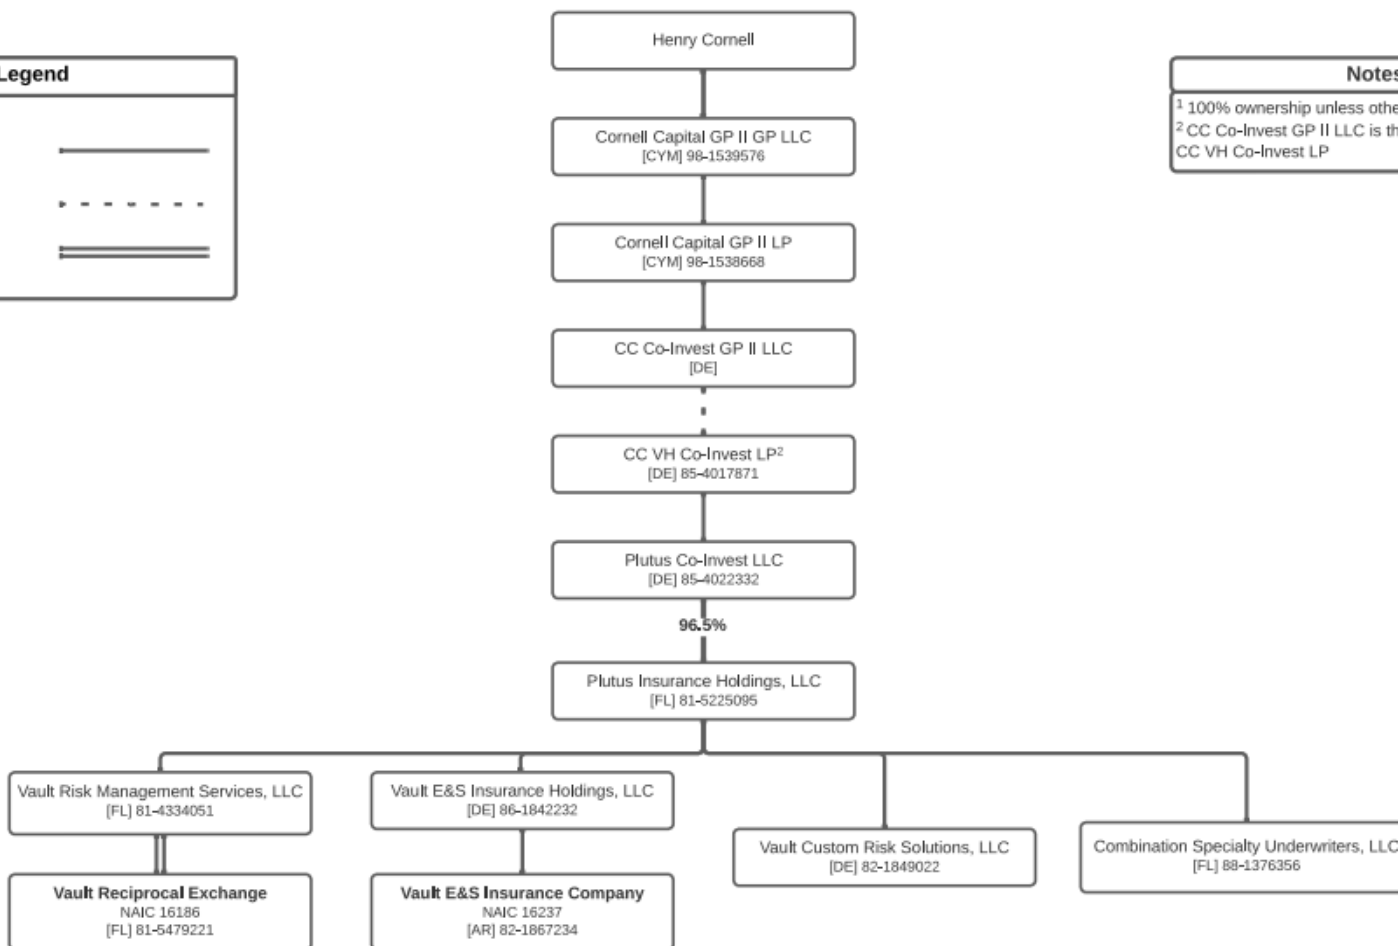 Henry Cornell
Legend
Notes
1 100% ownership unless
2 CC Co-Invest GP II LLC is
CC VH Co-Invest LP
Cornell Capital GP II GP LLC
[CYM] 98-1539576
Cornell Capital GP II LP
[CYM] 98-1538668
CC Co-Invest GP II LLC
[DE]
CC VH Co-Invest LP2
[DE] 85-4017871
Plutus Co-Invest LLC
[DE] 85-4022332
96.5%
Plutus Insurance Holdings, LLC
[FL] 81-5225095
Vault Risk Management Services, LLC
[FL] 81-4334051
Vault E&S Insurance Holdings, LLC
[DE] 86-1842232
Vault Custom Risk Solutions, LLC
[DE] 82-1849022
Combination Specialty Underwriters, LLC
[FL] 88-1376356
Vault Reciprocal Exchange
NAIC 16186
[FL] 81-5479221
Vault E&S Insurance Company
NAIC 16237
[AR] 82-1867234